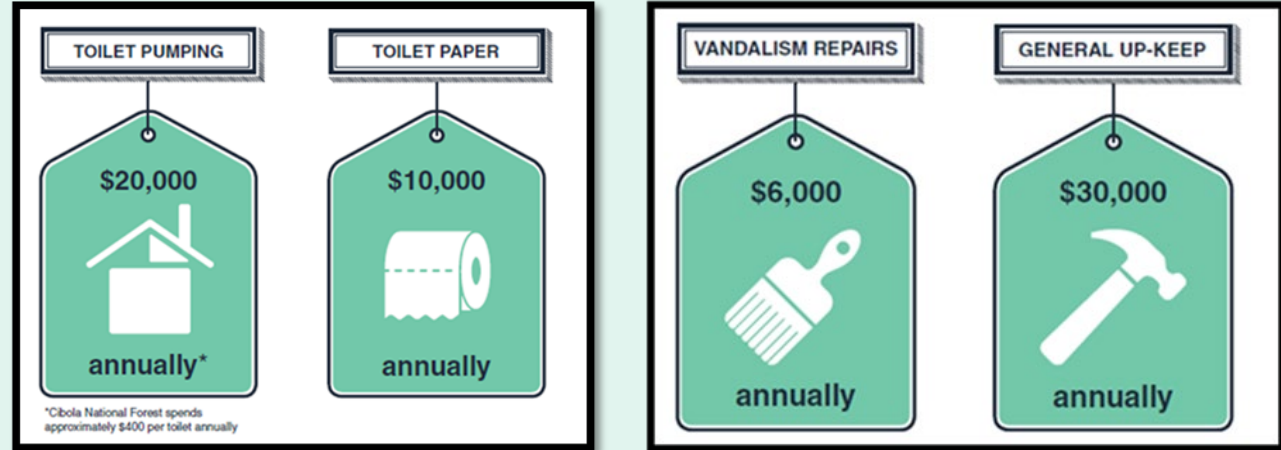 TOILET PUMPING
$20,000
annually*
*Cibola National Forest spends
approximately $400 per toilet annually
TOILET PAPER
$10,000
annually
VANDALISM REPAIRS
$6,000
annually
GENERAL UP-KEEP
$30,000
annually